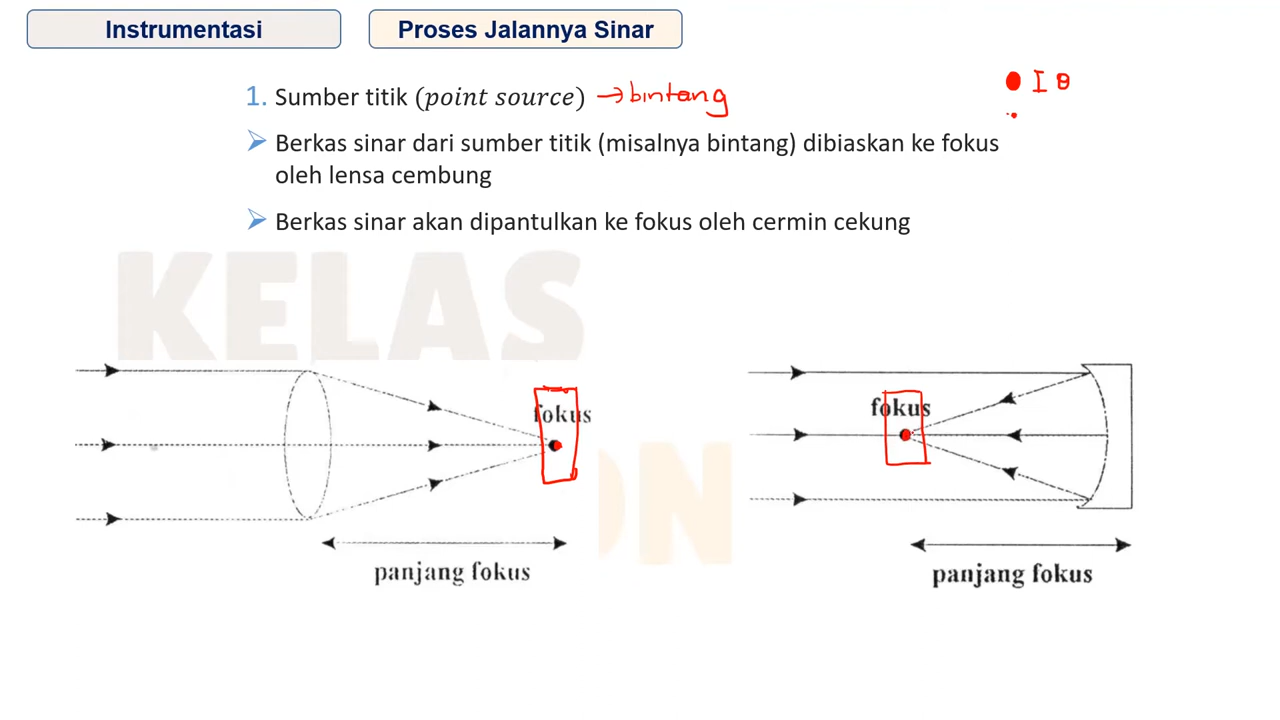 Instrumentasi
Proses Jalannya Sinar
1. Sumber titik (point source) → bintang
I θ
➢ Berkas sinar dari sumber titik (misalnya bintang) dibiaskan ke fokus
oleh lensa cembung
➢ Berkas sinar akan dipantulkan ke fokus oleh cermin cekung
KELAS
fokus
fokus
ON
panjang fokus
panjang fokus